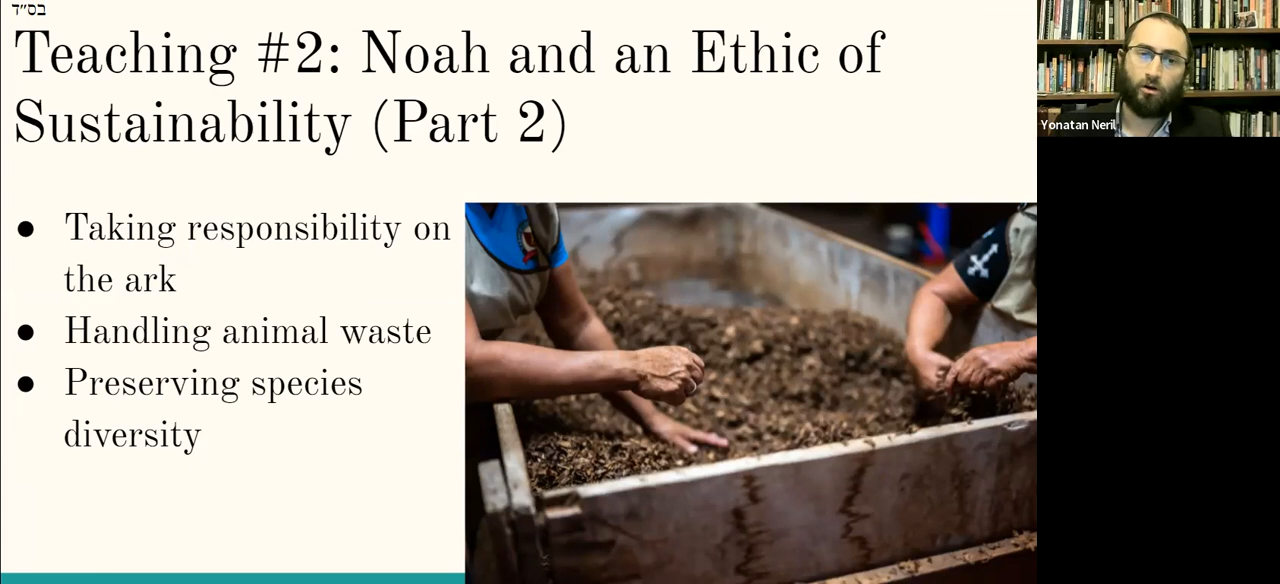 בס״ד
Teaching #2: Noah and an Ethic of
Sustainability (Part 2)
● Taking responsibility on
the ark
● Handling animal waste
● Preserving species
diversity
Yonatan Neril